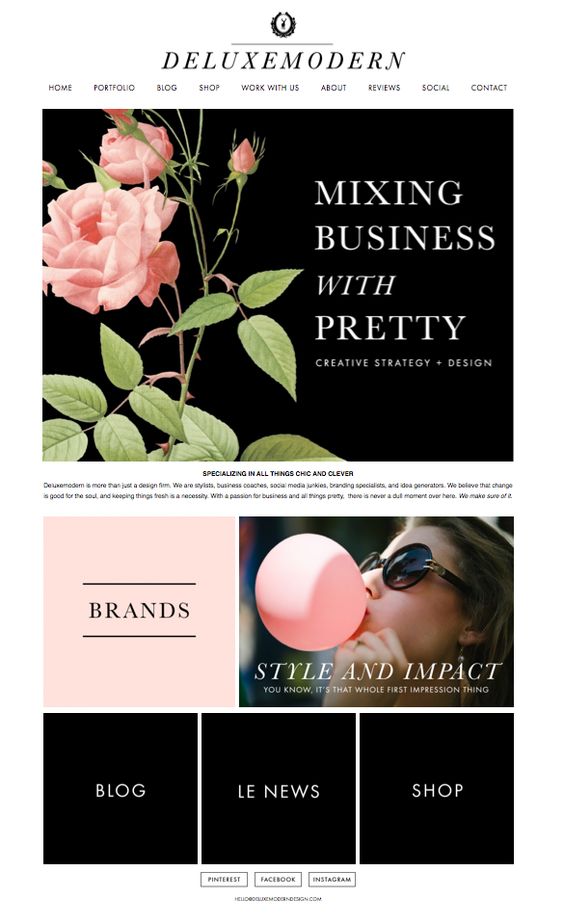 DELUXEMODERN
HOME PORTFOLIO BLOG SHOP WORK WITH US ABOUT REVIEWS SOCIAL CONTACT
MIXING
BUSINESS
WITH
PRETTY
CREATIVE STRATEGY + DESIGN
SPECIALIZING IN ALL THINGS CHIC AND CLEVER
Deluxemodern is more than just a design firm. We are stylists, business coaches, social media junkies, branding specialists, and idea generators. We believe that change
is good for the soul, and keeping things fresh is a necessity. With a passion for business and all things pretty, there is never a dull moment over here. We make sure of it.
BRANDS
STYLE AND IMPACT
YOU KNOW, IT'S THAT WHOLE FIRST IMPRESSION THING
BLOG
LE NEWS
SHOP
PINTEREST FACEBOOK INSTAGRAM
HELLO@DELUXEMODERNDESIGN.COM